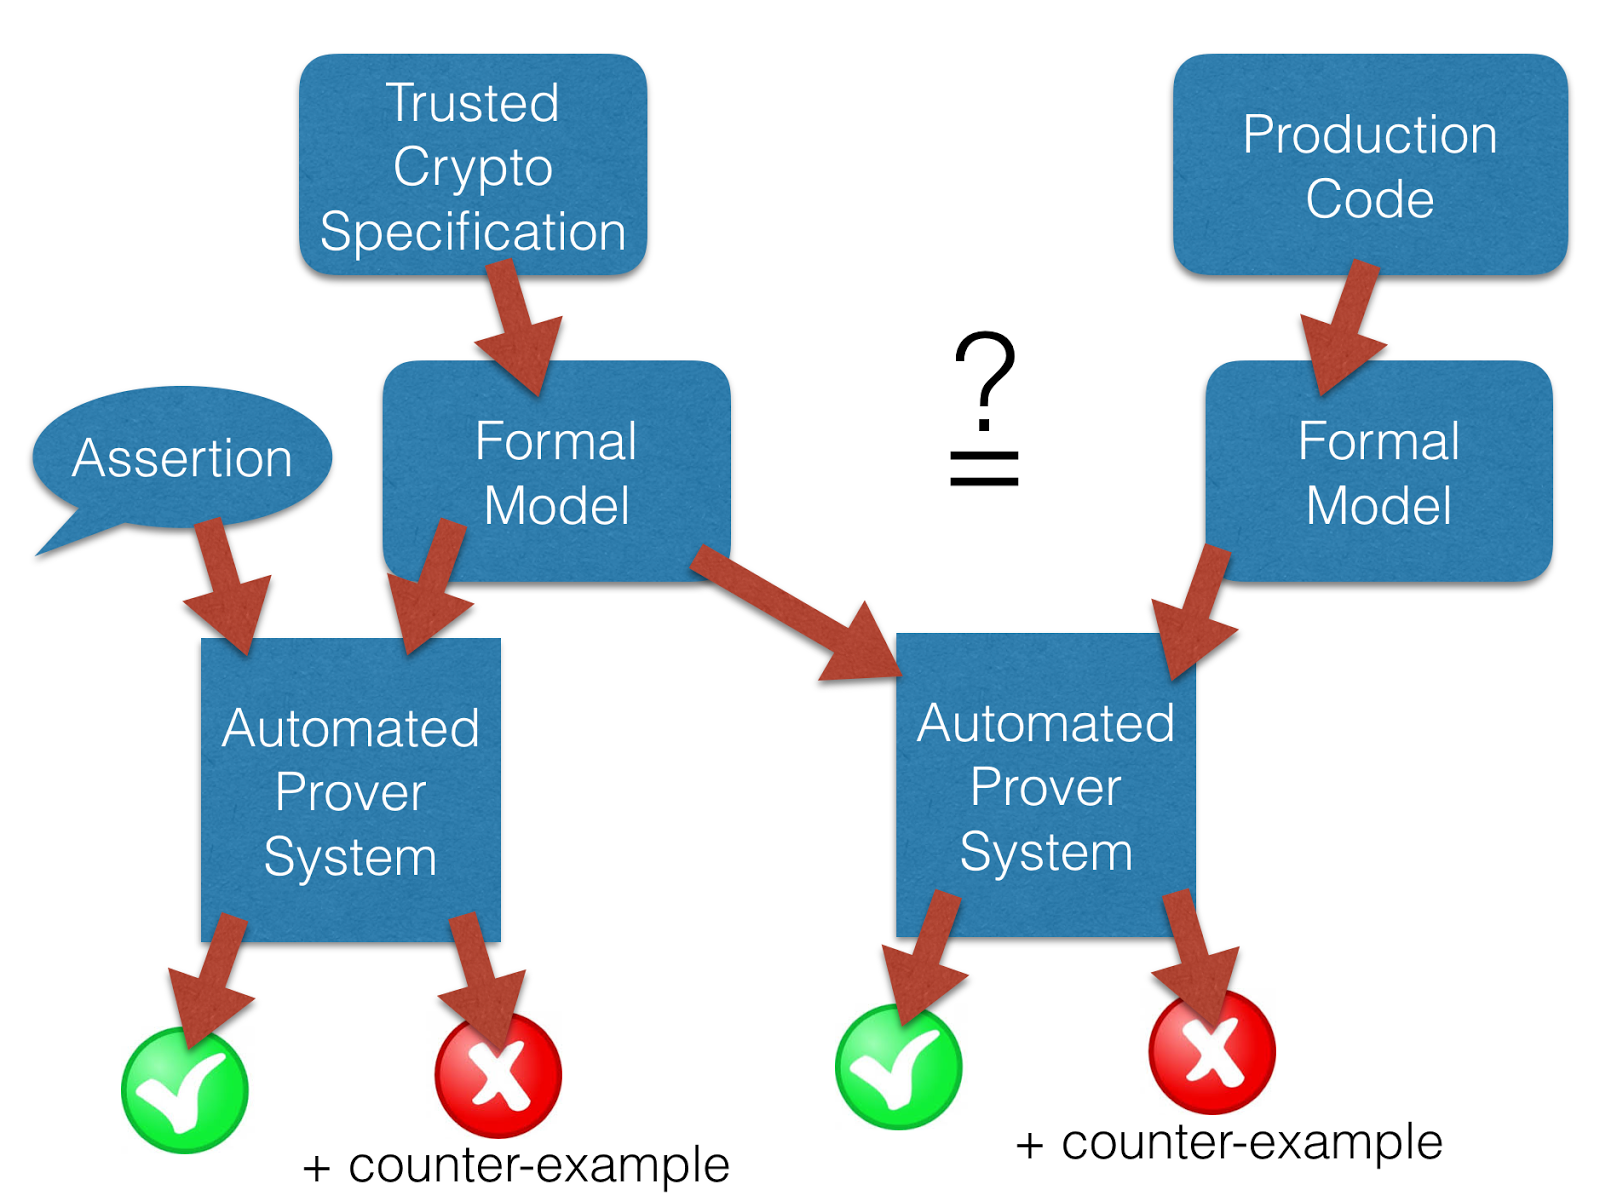 Trusted
Crypto
Specification
Production
Code
?
=
Assertion
Formal
Model
Formal
Model
Automated
Prover
System
Automated
Prover
System
+ counter-example
+ counter-example